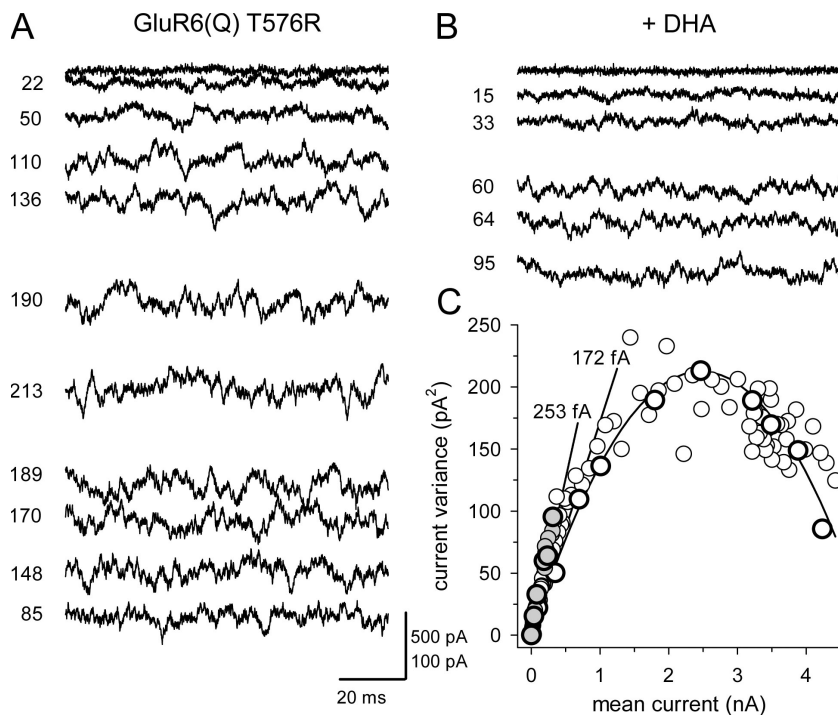 A
GluR6(Q) T576R
22
50
110
136
190
213
189
170
148
85
500 pA
100 pA
20 ms
B
+ DHA
15
33
60
64
95
C
250
200
150
100
50
0
current variance (pA²)
172 fA
253 fA
0 1 2 3 4
mean current (nA)